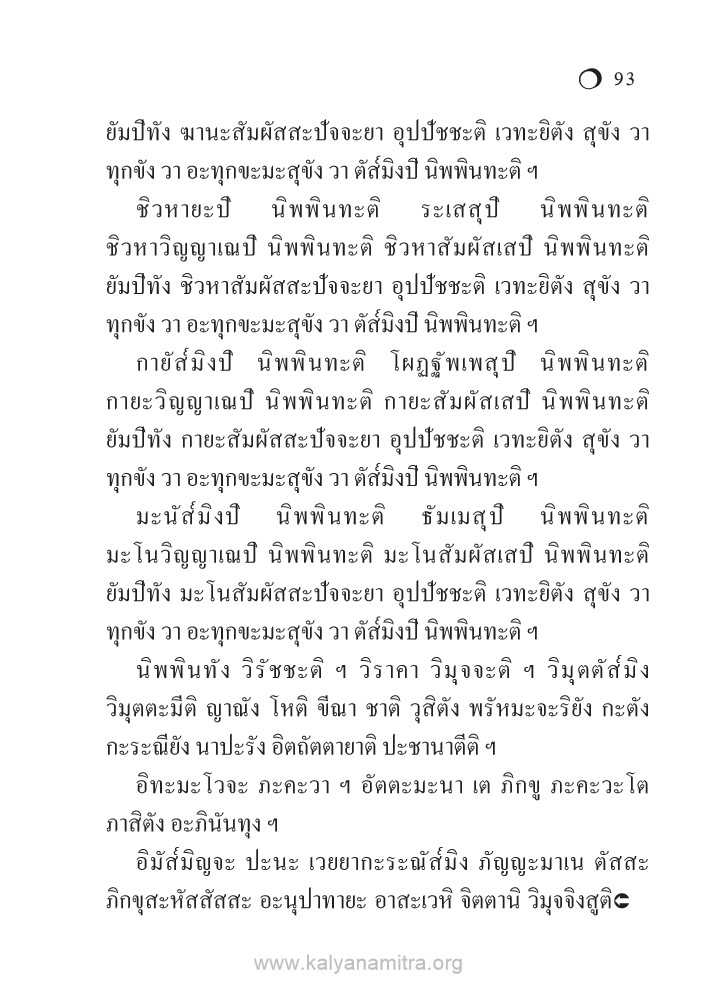 93
ยัมปีทัง ฆานะสัมผัสสะปัจจะยา อุปปัชชะติ เวทะยิตัง สุขัง วา
ทุกขัง วา อะทุกขะมะสุขัง วา ตัส๎มิงปี นิพพินทะติ ฯ
ชิวหายะปี นิพพินทะติ ระเสสุปี นิพพินทะติ
ชิวหาวิญญาเณปี นิพพินทะติ ชิวหาสัมผัสเสปี นิพพินทะติ
ยัมปีทัง ชิวหาสัมผัสสะปัจจะยา อุปปัชชะติ เวทะยิตัง สุขัง วา
ทุกขัง วา อะทุกขะมะสุขัง วา ตัส๎มิงปี นิพพินทะติ ฯ
กายัส๎มิงปี นิพพินทะติ โผฏฐัพเพสุปี นิพพินทะติ
กายะวิญญาเณปี นิพพินทะติ กายะสัมผัสเสปี นิพพินทะติ
ยัมปีทัง กายะสัมผัสสะปัจจะยา อุปปัชชะติ เวทะยิตัง สุขัง วา
ทุกขัง วา อะทุกขะมะสุขัง วา ตัส๎มิงปี นิพพินทะติ ฯ
มะนัส๎มิงปี นิพพินทะติ ธัมเมสุปี นิพพินทะติ
มะโนวิญญาเณปี นิพพินทะติ มะโนสัมผัสเสปี นิพพินทะติ
ยัมปีทัง มะโนสัมผัสสะปัจจะยา อุปปัชชะติ เวทะยิตัง สุขัง วา
ทุกขัง วา อะทุกขะมะสุขัง วา ตัส๎มิงปี นิพพินทะติ ฯ
นิพพินทัง วิรัชชะติ ฯ วิราคา วิมุจจะติ ฯ วิมุตตัส๎มิง
วิมุตตะมีติ ญาณัง โหติ ขีณา ชาติ วุสิตัง พรัหมะจะริยัง กะตัง
กะระณียัง นาปะรัง อิตถัตตายาติ ปะชานาตีติ ฯ
อิทะมะโวจะ ภะคะวา ฯ อัตตะมะนา เต ภิกขู ภะคะวะโต
ภาสิตัง อะภินันทุง ฯ
อิมัส๎มิญจะ ปะนะ เวยยากะระณัส๎มิง ภัญญะมาเน ตัสสะ
ภิกขุสะหัสสัสสะ อะนุปาทายะ อาสะเวหิ จิตตานิ วิมุจจิงสูติ
www.kalyanamitra.org